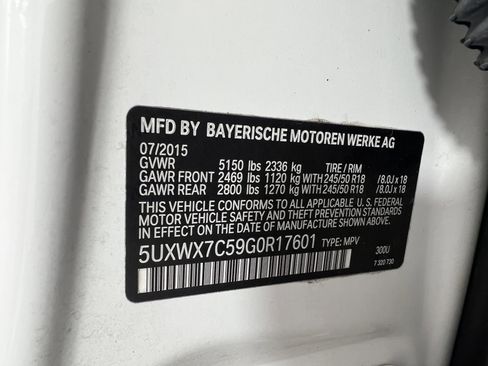 MFD BY BAYERISCHE MOTOREN WERKE AG
07/2015
GVWR 5150 lbs 2336 kg TIRE / RIM
GAWR FRONT 2469 lbs 1120 kg WITH 245/50 R18 /8.0J x 18
GAWR REAR 2800 lbs 1270 kg WITH 245/50 R18 /8.0J x 18
THIS VEHICLE CONFORMS TO ALL APPLICABLE U. S. FEDERAL
MOTOR VEHICLE SAFETY AND THEFT PREVENTION STANDARDS
IN EFFECT ON THE DATE OF MANUFACTURE SHOWN ABOVE.
5UXWX7C59G0R17601 TYPE: MPV 300U
7 320 730